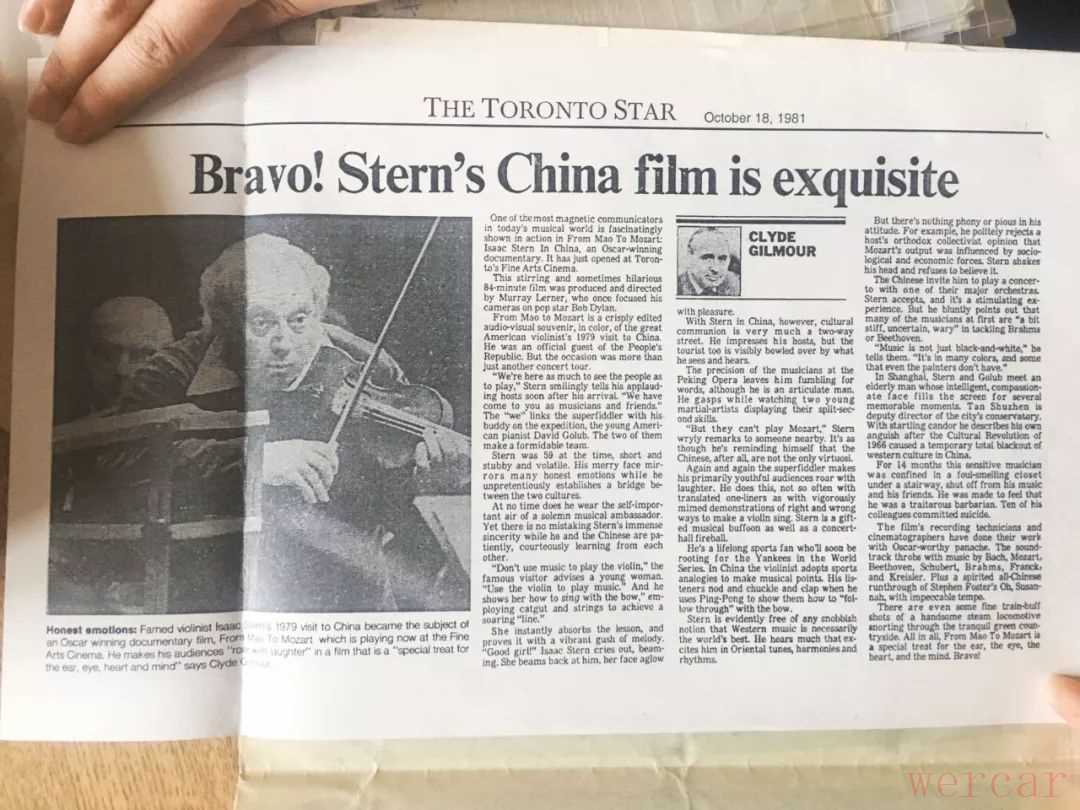 THE TORONTO STAR
October 18, 1981
Bravo! Stern's China film is exquisite
Honest emotions: Famed violinist Isaac 1979 visit to China became the subject of
an Oscar winning documentary film, From Mao To Mozart which is playing now at the Fine
Arts Cinema. He makes his audiences "roar with laughter" in a film that is a "special treat for
the ear, eye, heart and mind" says Clyde
One of the most magnetic communicators
in today's musical world is fascinatingly
shown in action in From Mao To Mozart:
Isaac Stern In China, an Oscar-winning
documentary. It has just opened at Toron-
to's Fine Arts Cinema.
This stirring and sometimes hilarious
84-minute film was produced and directed
by Murray Lerner, who once focused his
cameras on pop star Bob Dylan.
From Mao to Mozart is a crisply edited
audio-visual souvenir, in color, of the great
American violinist's 1979 visit to China.
He was an official guest of the People's
Republic. But the occasion was more than
just another concert tour.
"We're here as much to see the people as
to play," Stern smilingly tells his applaud-
ing hosts soon after his arrival. "We have
come to you as musicians and friends."
The "we" links the superfiddler with his
buddy on the expedition, the young Ameri-
can pianist David Golub. The two of them
make a formidable team.
Stern was 59 at the time, short and
stubby and volatile. His merry face mir-
rors many honest emotions while he
unpretentiously establishes a bridge be-
tween the two cultures.
At no time does he wear the self-impor-
tant air of a solemn musical ambassador.
Yet there is no mistaking Stern's immense
sincerity while he and the Chinese are pa-
tiently, courteously learning from each
other.
"Don't use music to play the violin," the
famous visitor advises a young woman.
"Use the violin to play music." And he
shows her how to sing with the bow," em-
ploying catgut and strings to achieve a
soaring "line."
She instantly absorbs the lesson, and
proves it with a vibrant gush of melody.
"Good girl!" Isaac Stern cries out, beam-
ing. She beams back at him, her face aglow
CLYDE
GILMOUR
with pleasure.
With Stern in China, however, cultural
communion is very much a two-way
street. He impresses his hosts, but the
tourist too is visibly bowled over by what
he sees and hears.
The precision of the musicians at the
Peking Opera leaves him fumbling for
words, although he is an articulate man.
He gasps while watching two young
martial-artists displaying their split-sec-
ond skills.
"But they can't play Mozart," Stern
wryly remarks to someone nearby. It's as
though he's reminding himself that the
Chinese, after all, are not the only virtuosi.
Again and again the superfiddler makes
his primarily youthful audiences roar with
laughter. He does this, not so often with
translated one-liners as with vigorously
mimed demonstrations of right and wrong
ways to make a violin sing. Stern is a gift-
ed musical buffoon as well as a concert-
hall fireball.
He's a lifelong sports fan who'll soon be
rooting for the Yankees in the World
Series. In China the violinist adopts sports
analogies to make musical points. His lis-
teners nod and chuckle and clap when he
uses Ping-Pong to show them how to "fol-
low through" with the bow.
Stern is evidently free of any snobbish
notion that Western music is necessarily
the world's best. He hears much that ex-
cites him in Oriental tunes, harmonies and
rhythms.
But there's nothing phony or pious in his
attitude. For example, he politely rejects a
host's orthodox collectivist opinion that
Mozart's output was influenced by socio-
logical and economic forces. Stern shakes
his head and refuses to believe it.
The Chinese invite him to play a concer-
to with one of their major orchestras.
Stern accepts, and it's a stimulating ex-
perience. But he bluntly points out that
many of the musicians at first are "a bit
stiff, uncertain, wary" in tackling Brahms
or Beethoven.
"Music is not just black-and-white," he
tells them. "It's in many colors, and some
that even the painters don't have."
In Shanghai, Stern and Golub meet an
elderly man whose intelligent, compassion-
ate face fills the screen for several
memorable moments. Tan Shuzhen is
deputy director of the city's conservatory.
With startling candor he describes his own
anguish after the Cultural Revolution of
1966 caused a temporary total blackout of
western culture in China.
For 14 months this sensitive musician
was confined in a foul-smelling closet
under a stairway, shut off from his music
and his friends. He was made to feel that
he was a traitorous barbarian. Ten of his
colleagues committed suicide.
The film's recording technicians and
cinematographers have done their work
with Oscar-worthy panache. The sound-
track throbs with music by Bach, Mozart,
Beethoven, Schubert, Brahms, Franck,
and Kreisler. Plus a spirited all-Chinese
runthrough of Stephen Foster's Oh, Susan-
nah, with impeccable tempo.
There are even some fine train-buff
shots of a handsome steam locomotive
snorting through the tranquil green coun-
tryside. All in all, From Mao To Mozart is
a special treat for the ear, the eye, the
heart, and the mind. Bravo!
wercar